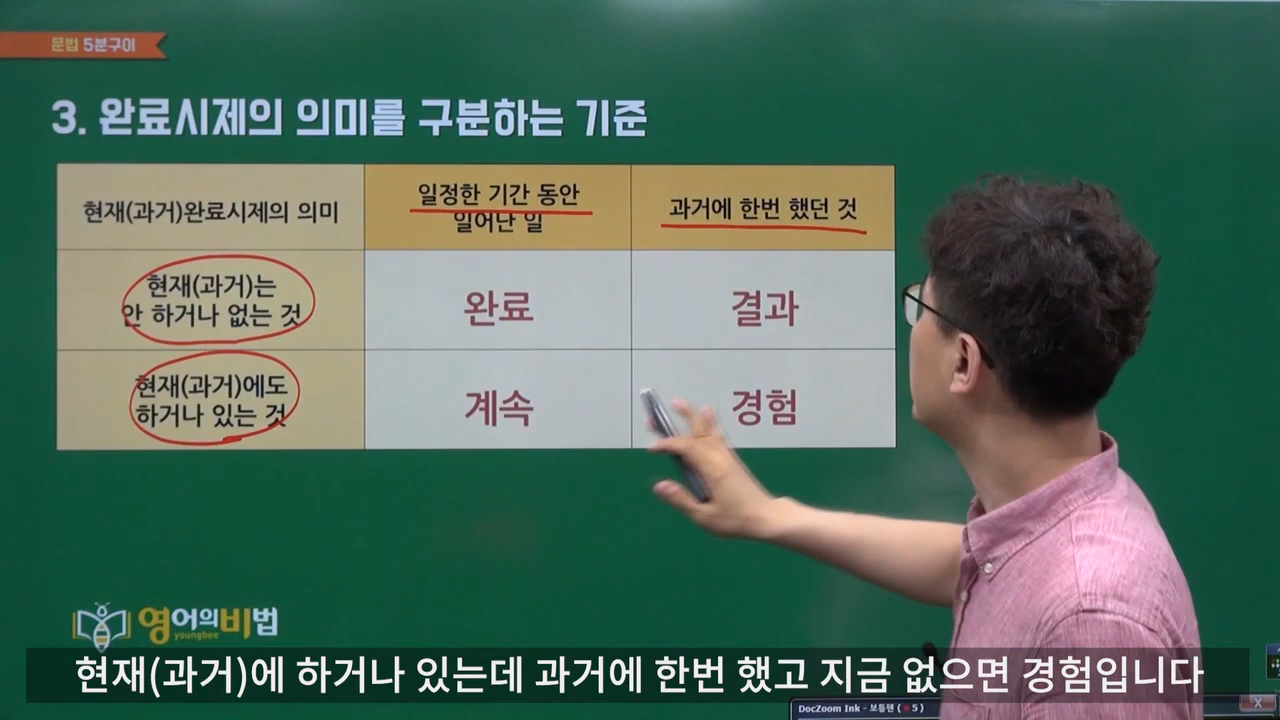 문법 5분구이
3. 완료시제의 의미를 구분하는 기준
현재(과거)완료시제의 의미
일정한 기간 동안
일어난 일
과거에 한번 했던 것
현재(과거)는
안 하거나 없는 것
완료
결과
현재(과거)에도
하거나 있는 것
계속
경험
영어의비법
youngbee
현재(과거)에 하거나 있는데 과거에 한번 했고 지금 없으면 경험입니다
DocZoom Ink - 보통펜 ( 5 )
X